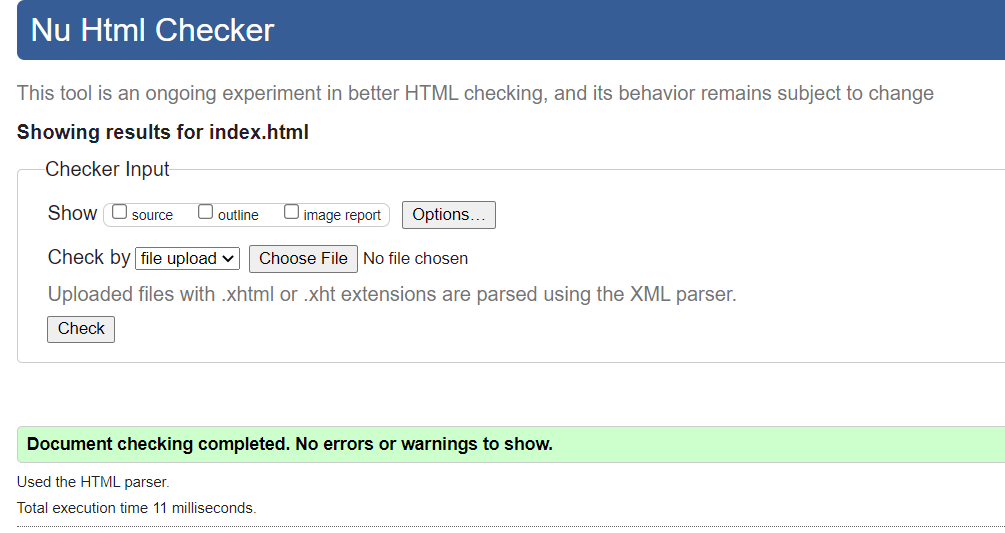 Nu Html Checker
This tool is an ongoing experiment in better HTML checking, and its behavior remains subject to change
Showing results for index.html
Checker Input
Show source outline image report Options…
Check by file upload Choose File No file chosen
Uploaded files with .xhtml or .xht extensions are parsed using the XML parser.
Check
Document checking completed. No errors or warnings to show.
Used the HTML parser.
Total execution time 11 milliseconds.